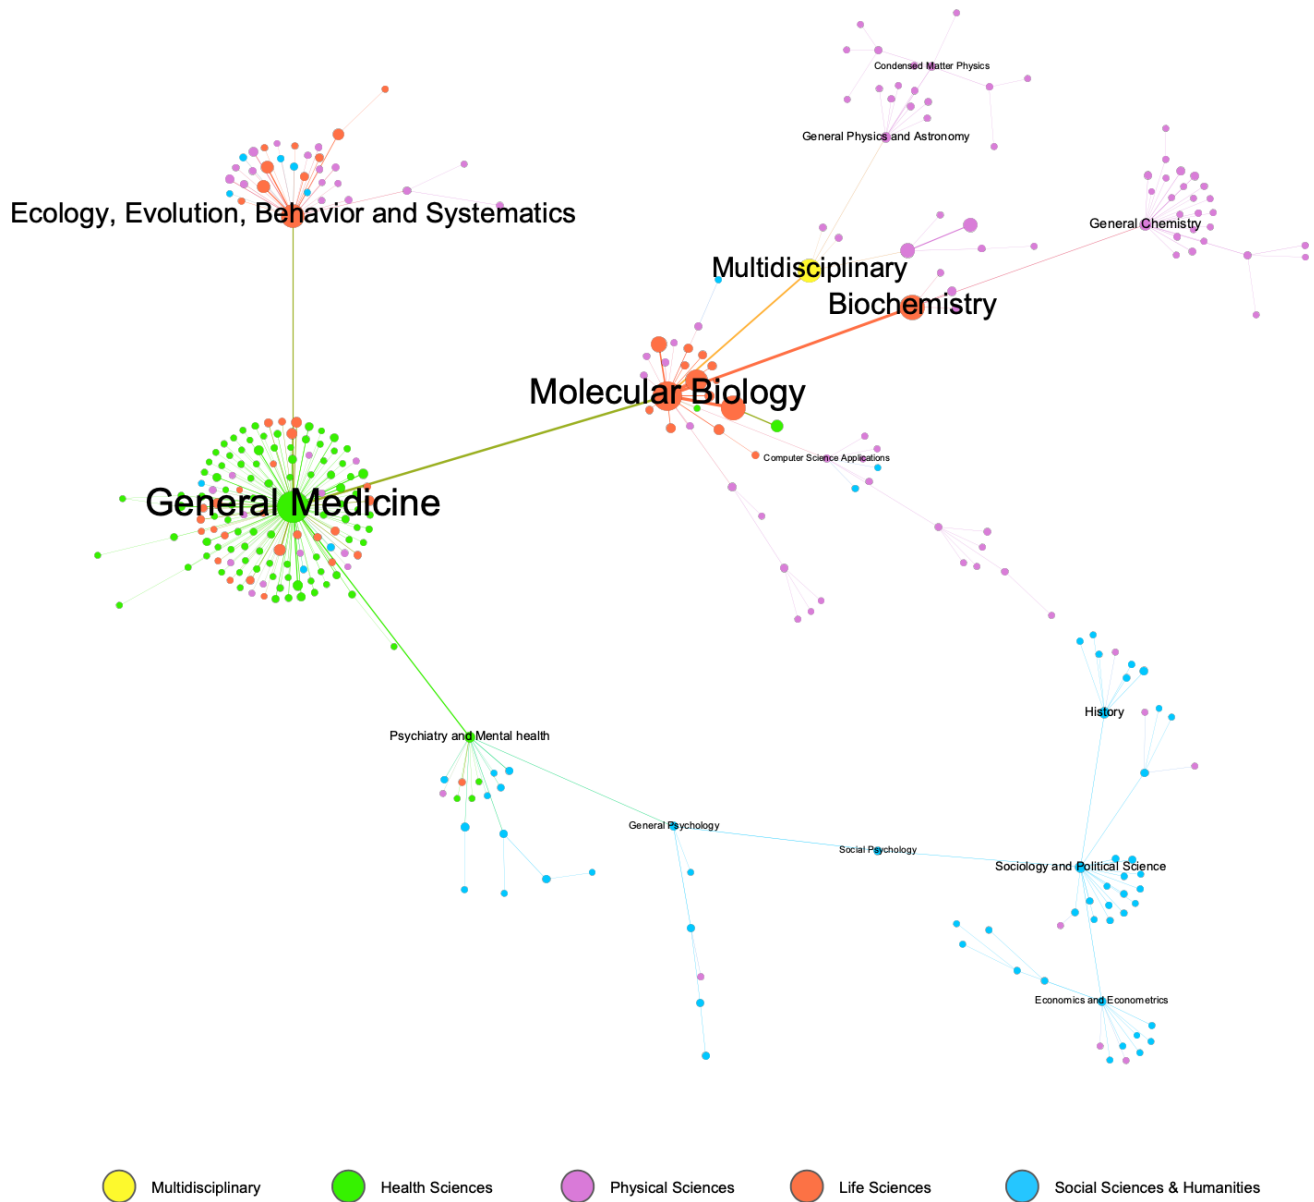 Condensed Matter Physics
General Physics and Astronomy
Ecology, Evolution, Behavior and Systematics
General Chemistry
Multidisciplinary
Biochemistry
Molecular Biology
Computer Science Applications
General Medicine
History
Psychiatry and Mental health
General Psychology
Social Psychology
Sociology and Political Science
Economics and Econometrics
Multidisciplinary
Health Sciences
Physical Sciences
Life Sciences
Social Sciences & Humanities